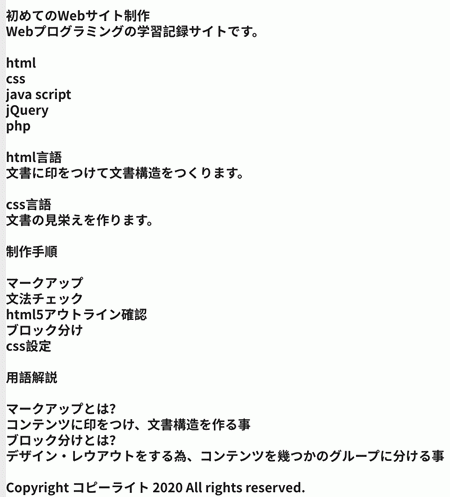 初めてのWebサイト制作
Webプログラミングの学習記録サイトです。
html
css
java script
jQuery
php
html言語
文書に印をつけて文書構造をつくります。
css言語
文書の見栄えを作ります。
制作手順
マークアップ
文法チェック
html5アウトライン確認
ブロック分け
css設定
用語解説
マークアップとは?
コンテンツに印をつけ、文書構造を作る事
ブロック分けとは?
デザイン・レウアウトをする為、コンテンツを幾つかのグループに分ける事
Copyright コピーライト 2020 All rights reserved.